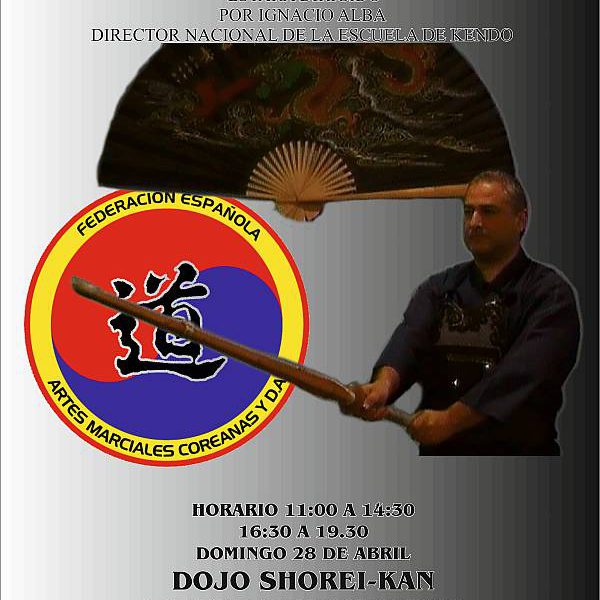 POR IGNACIO ALBA
DIRECTOR NACIONAL DE LA ESCUELA DE KENDO
FEDERACION ESPAÑOLA
道
ARTES MARCIALES COREANAS Y D.A
HORARIO 11:00 A 14:30
16:30 A 19.30
DOMINGO 28 DE ABRIL
DOJO SHOREI-KAN